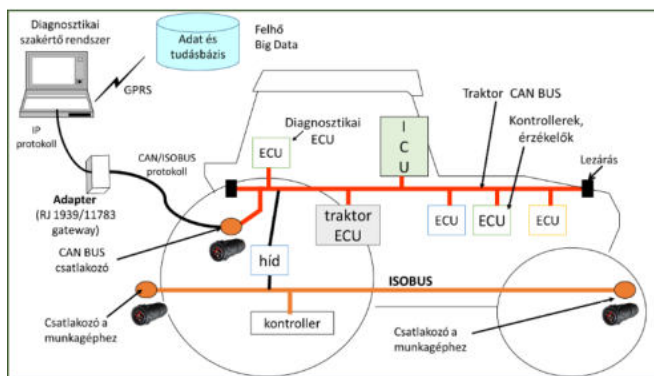 Diagnosztikai
szakértő rendszer
Adat és
tudásbázis
Felhő
Big Data
GPRS
IP
protokoll
CAN/ISOBUS
protokoll
Adapter
(RJ 1939/11783
gateway)
CAN BUS
csatlakozó
Diagnosztikai
ECU
ECU
I
C
U
Traktor CAN BUS
Kontrollerek,
érzékelők
Lezárás
traktor
ECU
ECU
ECU
ECU
híd
ISOBUS
kontroller
Csatlakozó a
munkagéphez
Csatlakozó a
munkagéphez